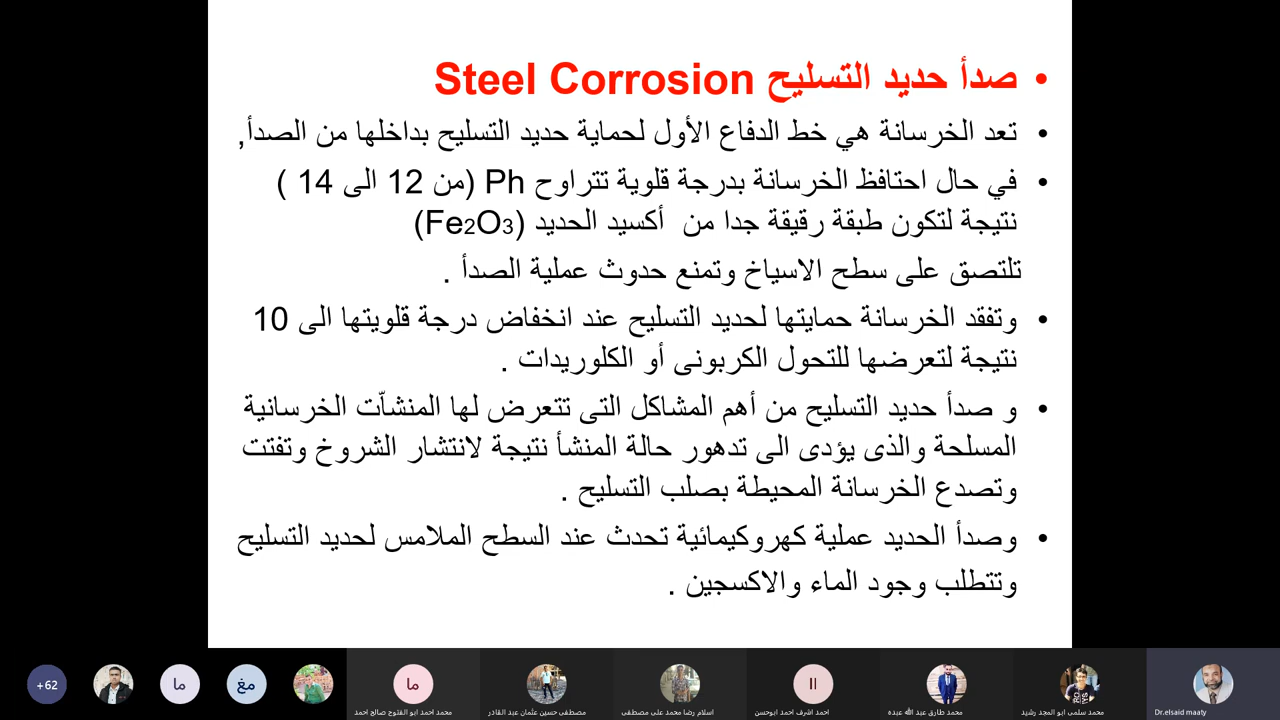 • صدأ حديد التسليح Steel Corrosion
• تعد الخرسانة هي خط الدفاع الأول لحماية حديد التسليح بداخلها من الصدأ,
• في حال احتافظ الخرسانة بدرجة قلوية تتراوح Ph (من 12 الى 14 )
نتيجة لتكون طبقة رقيقة جدا من أكسيد الحديد (Fe2O3)
تلتصق على سطح الاسياخ وتمنع حدوث عملية الصدأ .
• وتفقد الخرسانة حمايتها لحديد التسليح عند انخفاض درجة قلويتها الى 10
نتيجة لتعرضها للتحول الكربونى أو الكلوريدات .
• و صدأ حديد التسليح من أهم المشاكل التى تتعرض لها المنشاّت الخرسانية
المسلحة والذى يؤدى الى تدهور حالة المنشأ نتيجة لانتشار الشروخ وتفتت
وتصدع الخرسانة المحيطة بصلب التسليح .
• وصدأ الحديد عملية كهروكيمائية تحدث عند السطح الملامس لحديد التسليح
وتتطلب وجود الماء والاكسجين .
+62
ما
مغ
ما
اا
محمد احمد ابو الفتوح صالح احمد
مصطفى حسين عثمان عبد القادر
اسلام رضا محمد على مصطفى
احمد اشرف احمد ابوحسن
محمد طارق عبد الله عبده
محمد سلمى ابو المجد رشيد
Dr.elsaid maaty